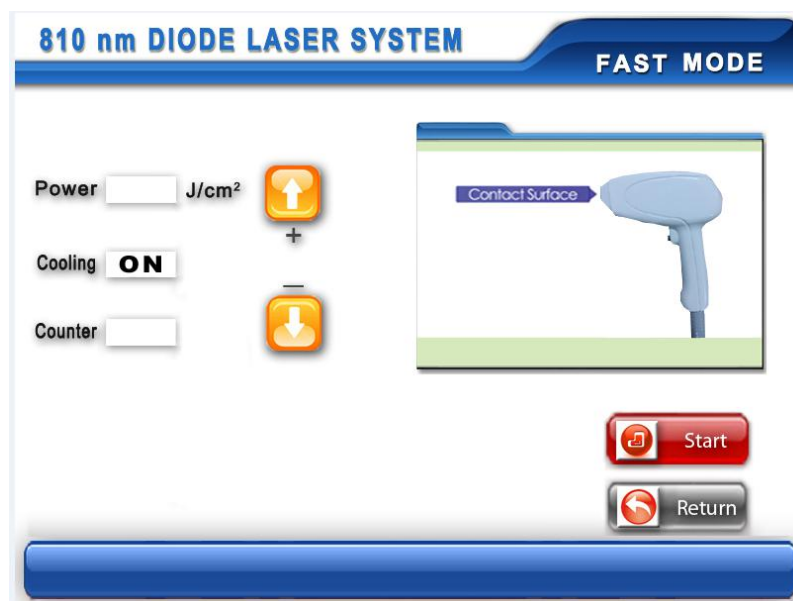 810 nm DIODE LASER SYSTEM
FAST MODE
Power J/cm²
+
Cooling ON
—
Counter
Contact Surface
Start
Return